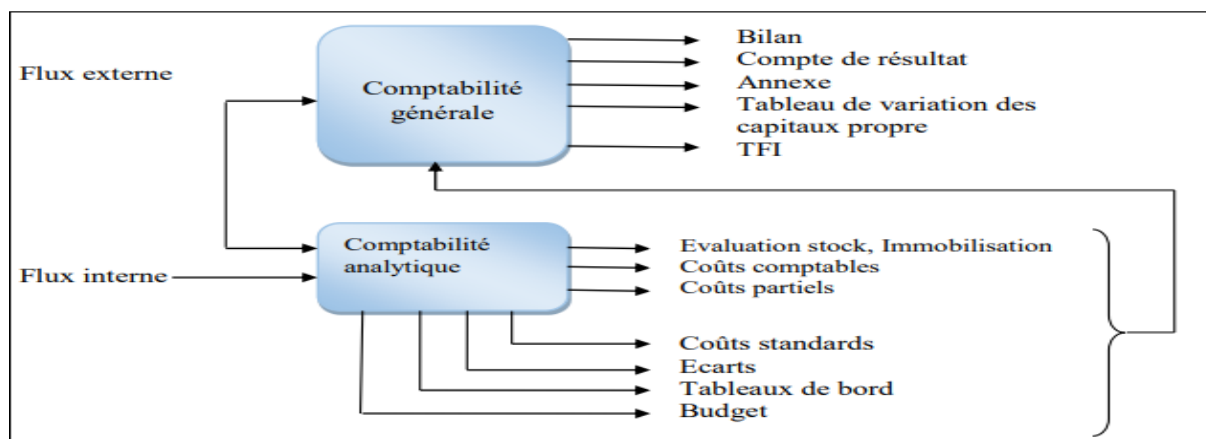 Flux externe
Comptabilité
générale
Bilan
Compte de résultat
Annexe
Tableau de variation des
capitaux propre
TFI
Flux interne
Comptabilité
analytique
Evaluation stock, Immobilisation
Coûts comptables
Coûts partiels
Coûts standards
Ecarts
Tableaux de bord
Budget